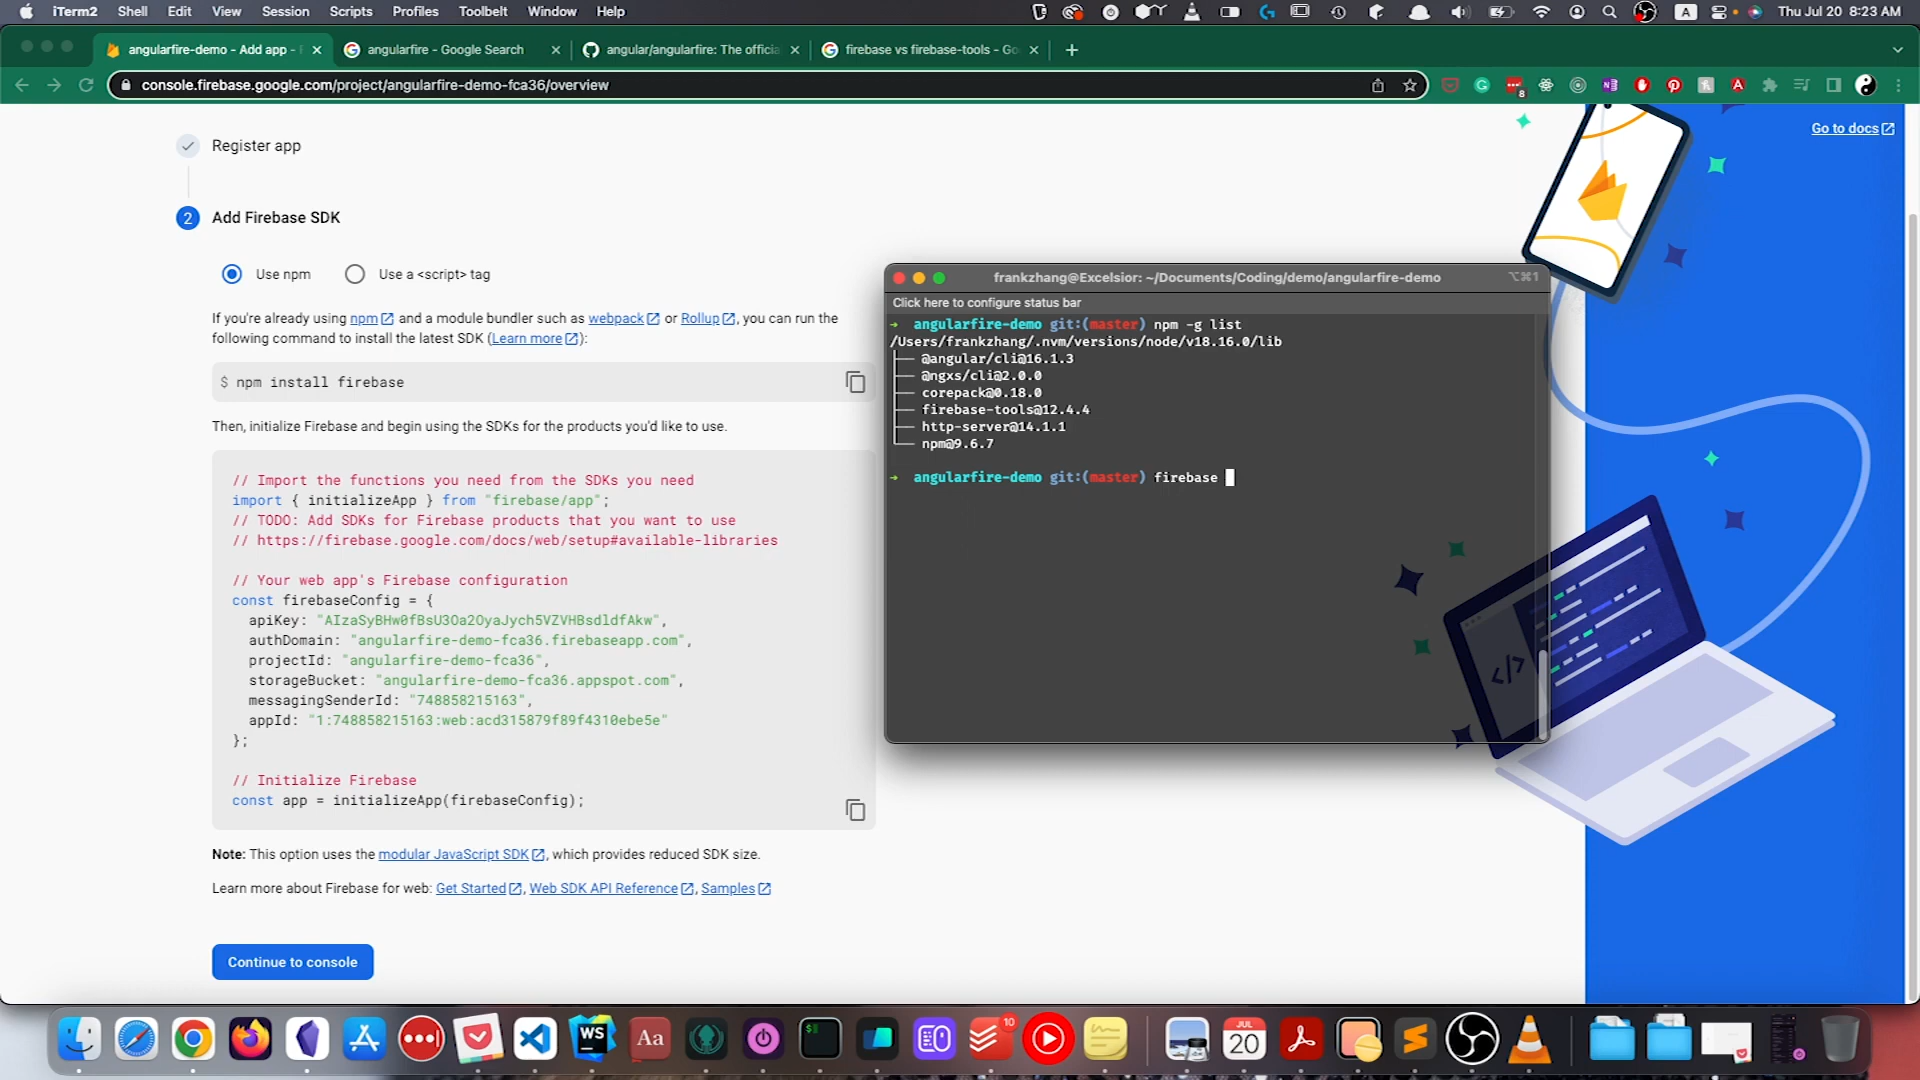 iTerm2 Shell Edit View Session Scripts Profiles Toolbelt Window Help
A Thu Jul 20 8:23 AM
angularfire-demo - Add app -
angularfire - Google Search
angular/angularfire: The officia
firebase vs firebase-tools - Go
console.firebase.google.com/project/angularfire-demo-fca36/overview
8
Go to docs
Register app
2 Add Firebase SDK
Use npm Use a <script> tag
If you're already using npm and a module bundler such as webpack or Rollup, you can run the
following command to install the latest SDK (Learn more):
$ npm install firebase
Then, initialize Firebase and begin using the SDKs for the products you'd like to use.
// Import the functions you need from the SDKs you need
import { initializeApp } from "firebase/app";
// TODO: Add SDKs for Firebase products that you want to use
// https://firebase.google.com/docs/web/setup#available-libraries
// Your web app's Firebase configuration
const firebaseConfig = {
apiKey: "AIzaSyBHw0fBsU3Oa2OyaJych5VZVHBsdldfAkw",
authDomain: "angularfire-demo-fca36.firebaseapp.com",
projectId: "angularfire-demo-fca36",
storageBucket: "angularfire-demo-fca36.appspot.com",
messagingSenderId: "748858215163",
appId: "1:748858215163:web:acd315879f89f4310ebe5e"
};
// Initialize Firebase
const app = initializeApp(firebaseConfig);
Note: This option uses the modular JavaScript SDK, which provides reduced SDK size.
Learn more about Firebase for web: Get Started, Web SDK API Reference, Samples
Continue to console
frankzhang@Excelsior: ~/Documents/Coding/demo/angularfire-demo
⌥⌘1
Click here to configure status bar
→ angularfire-demo git:(master) npm -g list
/Users/frankzhang/.nvm/versions/node/v18.16.0/lib
├── @angular/cli@16.1.3
├── @ngxs/cli@2.0.0
├── corepack@0.18.0
├── firebase-tools@12.4.4
├── http-server@14.1.1
└── npm@9.6.7
→ angularfire-demo git:(master) firebase
</>
WS
Aa
10
JUL
20